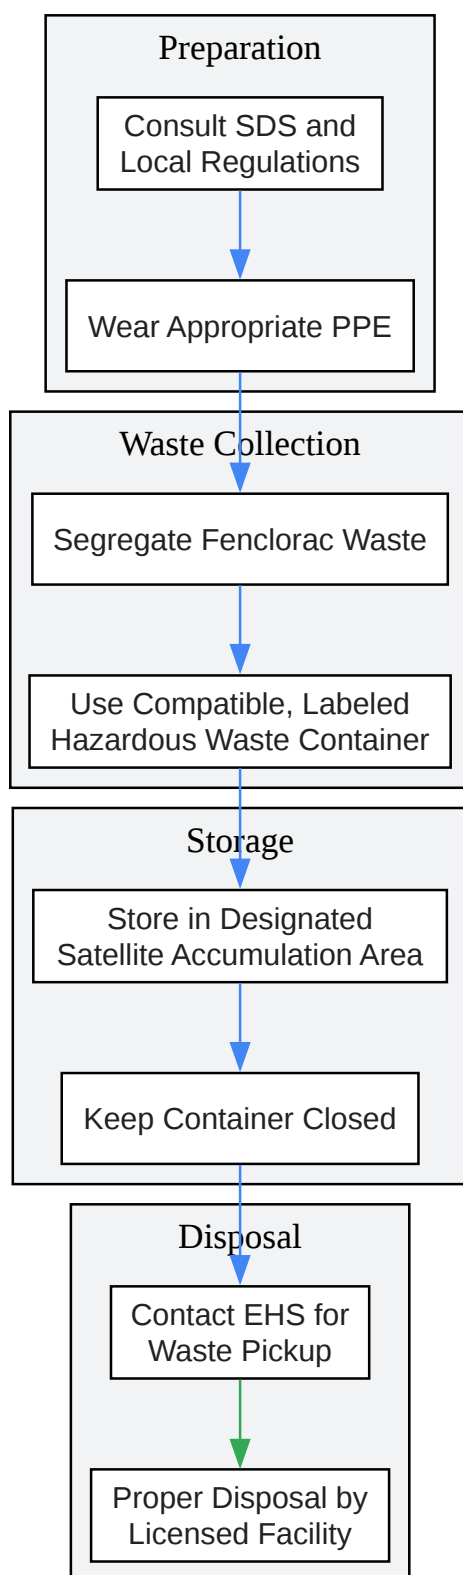 Preparation
Consult SDS and
Local Regulations
Wear Appropriate PPE
Waste Collection
Segregate Fenclorac Waste
Use Compatible, Labeled
Hazardous Waste Container
Storage
Store in Designated
Satellite Accumulation Area
Keep Container Closed
Disposal
Contact EHS for
Waste Pickup
Proper Disposal by
Licensed Facility